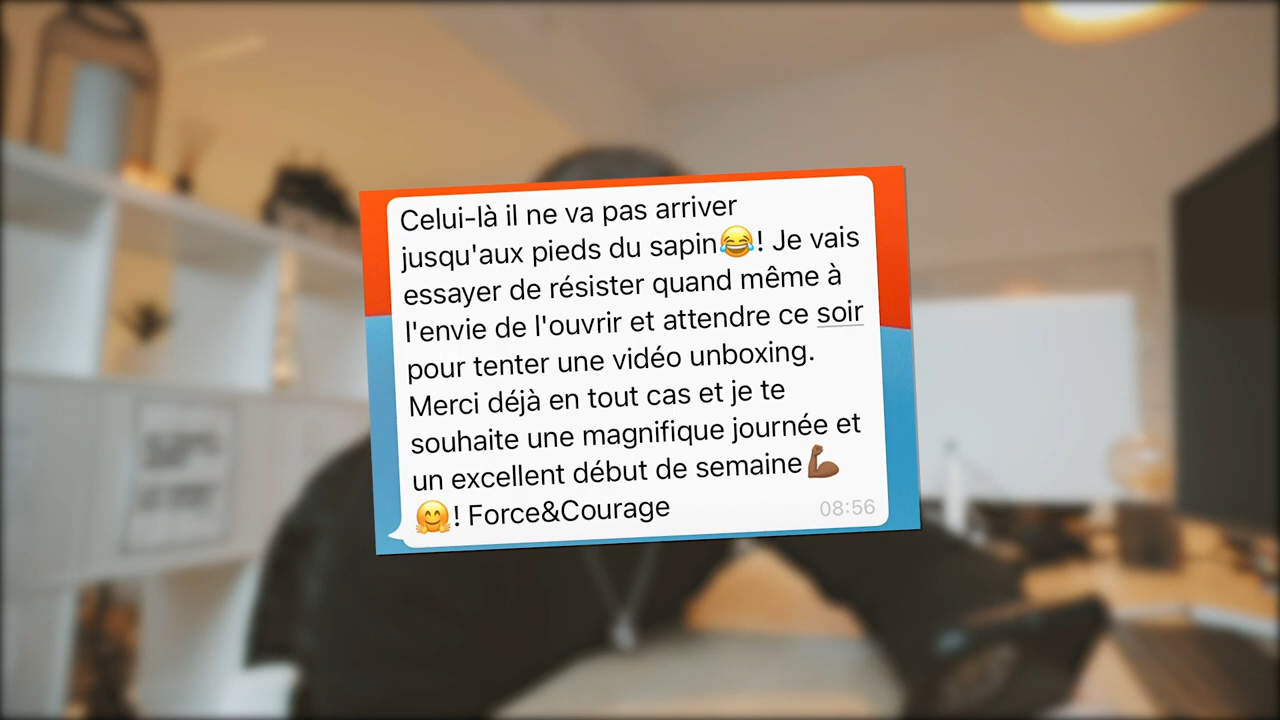 Celui-là il ne va pas arriver
jusqu'aux pieds du sapin😂! Je vais
essayer de résister quand même à
l'envie de l'ouvrir et attendre ce soir
pour tenter une vidéo unboxing.
Merci déjà en tout cas et je te
souhaite une magnifique journée et
un excellent début de semaine💪🏾
🤗! Force&Courage
08:56